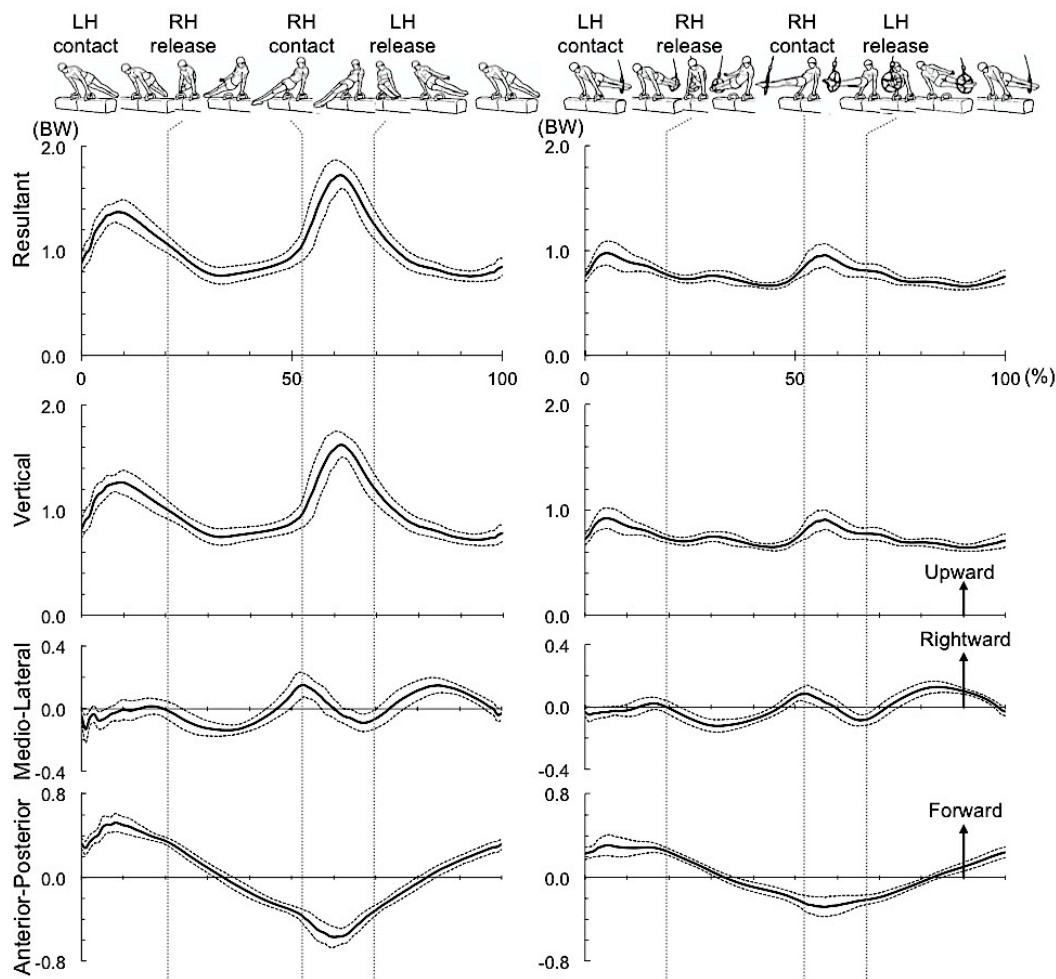 LH contact
RH release
RH contact
LH release
LH contact
RH release
RH contact
LH release
(BW)
(BW)
Resultant
2.0
1.0
0.0
0 50 100
0 50 100 (%)
Vertical
2.0
1.0
0.0
Upward
Medio-Lateral
0.4
0.0
-0.4
0.4
0.0
-0.4
Rightward
Anterior-Posterior
0.8
0.0
-0.8
0.8
0.0
-0.8
Forward
2.0
1.0
0.0
2.0
1.0
0.0